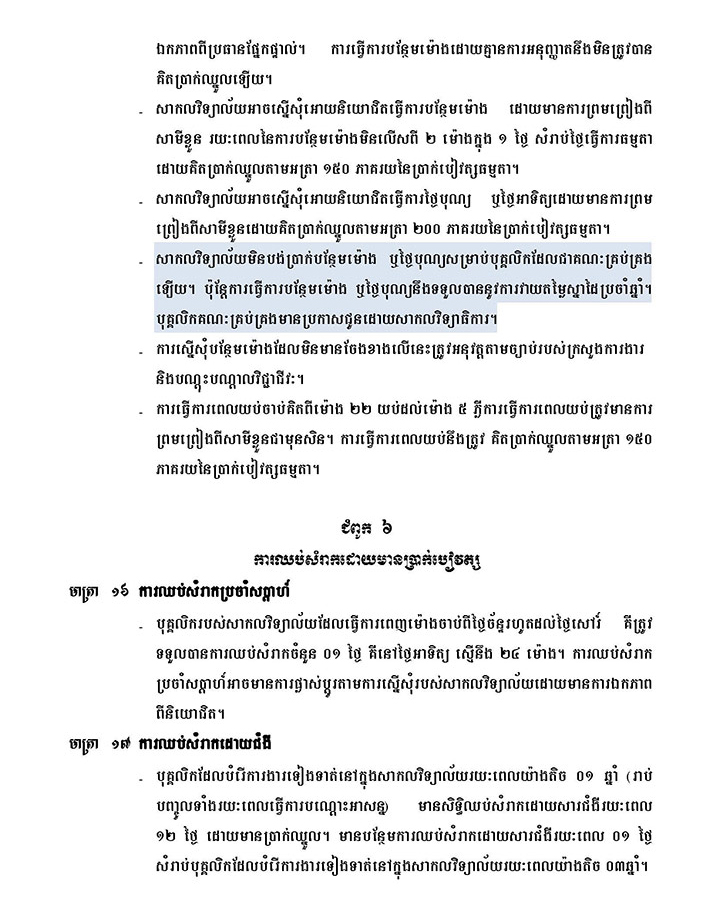 ឯកភាពពីប្រធានផ្នែកផ្ទាល់។ ការធ្វើការបន្ថែមម៉ោងដោយគ្មានការអនុញ្ញាតនឹងមិនត្រូវបាន
គិតប្រាក់ឈ្នួលឡើយ។
- សាកលវិទ្យាល័យអាចស្នើសុំអោយនិយោជិតធ្វើការបន្ថែមម៉ោង ដោយមានការព្រមព្រៀងពី
សាមីខ្លួន រយៈពេលនៃការបន្ថែមម៉ោងមិនលើសពី ២ ម៉ោងក្នុង ១ ថ្ងៃ សំរាប់ថ្ងៃធ្វើការធម្មតា
ដោយគិតប្រាក់ឈ្នួលតាមអត្រា ១៥០ ភាគរយនៃប្រាក់បៀវត្សធម្មតា។
- សាកលវិទ្យាល័យអាចស្នើសុំអោយនិយោជិតធ្វើការថ្ងៃបុណ្យ ឬថ្ងៃអាទិត្យដោយមានការព្រម
ព្រៀងពីសាមីខ្លួនដោយគិតប្រាក់ឈ្នួលតាមអត្រា ២០០ ភាគរយនៃប្រាក់បៀវត្សធម្មតា។
- សាកលវិទ្យាល័យមិនបង់ប្រាក់បន្ថែមម៉ោង ឬថ្ងៃបុណ្យសម្រាប់បុគ្គលិកដែលជាគណៈគ្រប់គ្រង
ឡើយ។ ប៉ុន្តែការធ្វើការបន្ថែមម៉ោង ឬថ្ងៃបុណ្យនឹងទទួលបាននូវការវាយតម្លៃស្នាដៃប្រចាំឆ្នាំ។
បុគ្គលិកគណៈគ្រប់គ្រងមានប្រកាសជូនដោយសាកលវិទ្យាធិការ។
- ការស្នើសុំបន្ថែមម៉ោងដែលមិនមានចែងខាងលើនេះត្រូវអនុវត្តតាមច្បាប់របស់ក្រសួងការងារ
និងបណ្តុះបណ្តាលវិជ្ជាជីវៈ។
- ការធ្វើការពេលយប់ចាប់គិតពីម៉ោង ២២ យប់ដល់ម៉ោង ៥ ភ្លឺការធ្វើការពេលយប់ត្រូវមានការ
ព្រមព្រៀងពីសាមីខ្លួនជាមុនសិន។ ការធ្វើការពេលយប់នឹងត្រូវ គិតប្រាក់ឈ្នួលតាមអត្រា ១៥០
ភាគរយនៃប្រាក់បៀវត្សធម្មតា។
ជំពូក ៦
ការឈប់សំរាកដោយមានប្រាក់បៀវត្ស
មាត្រា ១៦ ការឈប់សំរាកប្រចាំសប្តាហ៍
- បុគ្គលិករបស់សាកលវិទ្យាល័យដែលធ្វើការពេញម៉ោងចាប់ពីថ្ងៃច័ន្ទរហូតដល់ថ្ងៃសៅរ៍ គឺត្រូវ
ទទួលបានការឈប់សំរាកចំនួន ០១ ថ្ងៃ គឺនៅថ្ងៃអាទិត្យ ស្មើនឹង ២៤ ម៉ោង។ ការឈប់សំរាក
ប្រចាំសប្តាហ៍អាចមានការផ្លាស់ប្តូរតាមការស្នើសុំរបស់សាកលវិទ្យាល័យដោយមានការឯកភាព
ពីនិយោជិត។
មាត្រា ១៧ ការឈប់សំរាកដោយជំងឺ
- បុគ្គលិកដែលបំរើការងារទៀងទាត់នៅក្នុងសាកលវិទ្យាល័យរយៈពេលយ៉ាងតិច ០១ ឆ្នាំ (រាប់
បញ្ចូលទាំងរយៈពេលធ្វើការបណ្តោះអាសន្ន) មានសិទ្ធិឈប់សំរាកដោយសារជំងឺរយៈពេល
១២ ថ្ងៃ ដោយមានប្រាក់ឈ្នួល។ មានបន្ថែមការឈប់សំរាកដោយសារជំងឺរយៈពេល ០១ ថ្ងៃ
សំរាប់បុគ្គលិកដែលបំរើការងារទៀងទាត់នៅក្នុងសាកលវិទ្យាល័យរយៈពេលយ៉ាងតិច ០៣ឆ្នាំ។